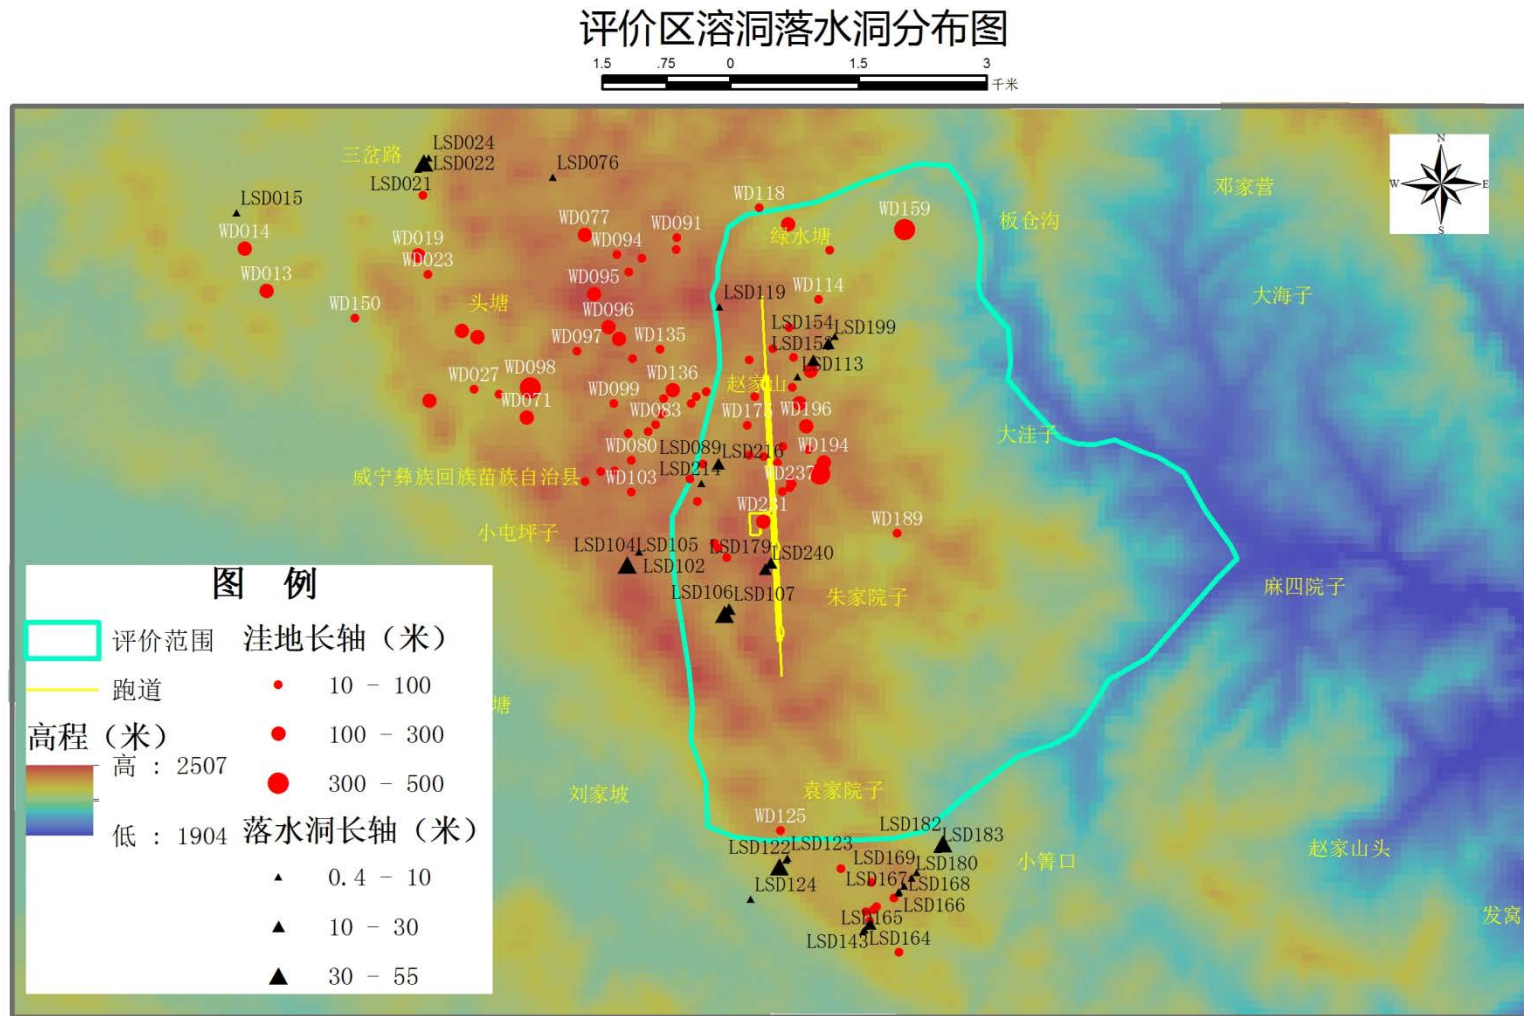 评价区溶洞落水洞分布图
1.5 .75 0 1.5 3
千米
N
W E
S
三岔路
LSD024
LSD022
LSD021
LSD076
LSD015
WD014
WD013
WD019
WD023
WD077
WD094
WD091
WD118
WD159
绿水塘
板仓沟
邓家营
大海子
WD150
头塘
WD095
WD096
WD097
WD135
LSD119
WD114
LSD154
LSD199
LSD113
WD027
WD098
WD071
WD099
WD136
赵家山
WD083
WD196
WD080
LSD089
LSD216
WD194
大洼子
威宁彝族回族苗族自治县
WD103
LSD214
WD237
WD231
WD189
小屯坪子
LSD104
LSD105
LSD102
LSD179
LSD240
LSD106
LSD107
朱家院子
麻四院子
塘
刘家坡
袁家院子
WD125
LSD122
LSD123
LSD124
LSD182
LSD183
LSD169
LSD180
LSD167
LSD168
LSD166
LSD165
LSD143
LSD164
小箐口
赵家山头
发窝
图 例
评价范围
跑道
高程（米）
高 : 2507
低 : 1904
洼地长轴（米）
10 - 100
100 - 300
300 - 500
落水洞长轴（米）
0.4 - 10
10 - 30
30 - 55